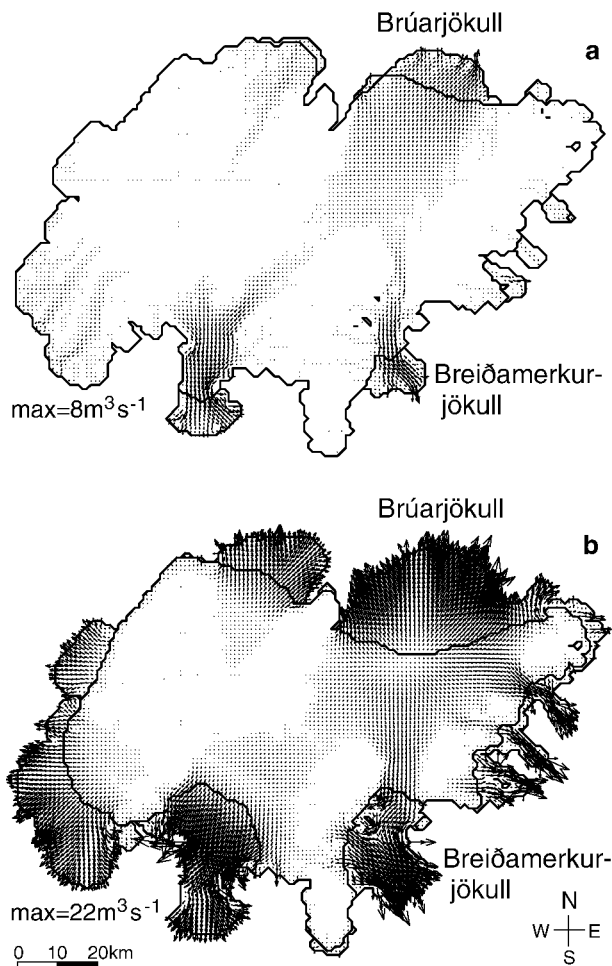 Brúarjökull
a
Breiðamerkur-
jökull
max=8m³s⁻¹
Brúarjökull
b
Breiðamerkur-
jökull
max=22m³s⁻¹
N
W E
S
0 10 20km